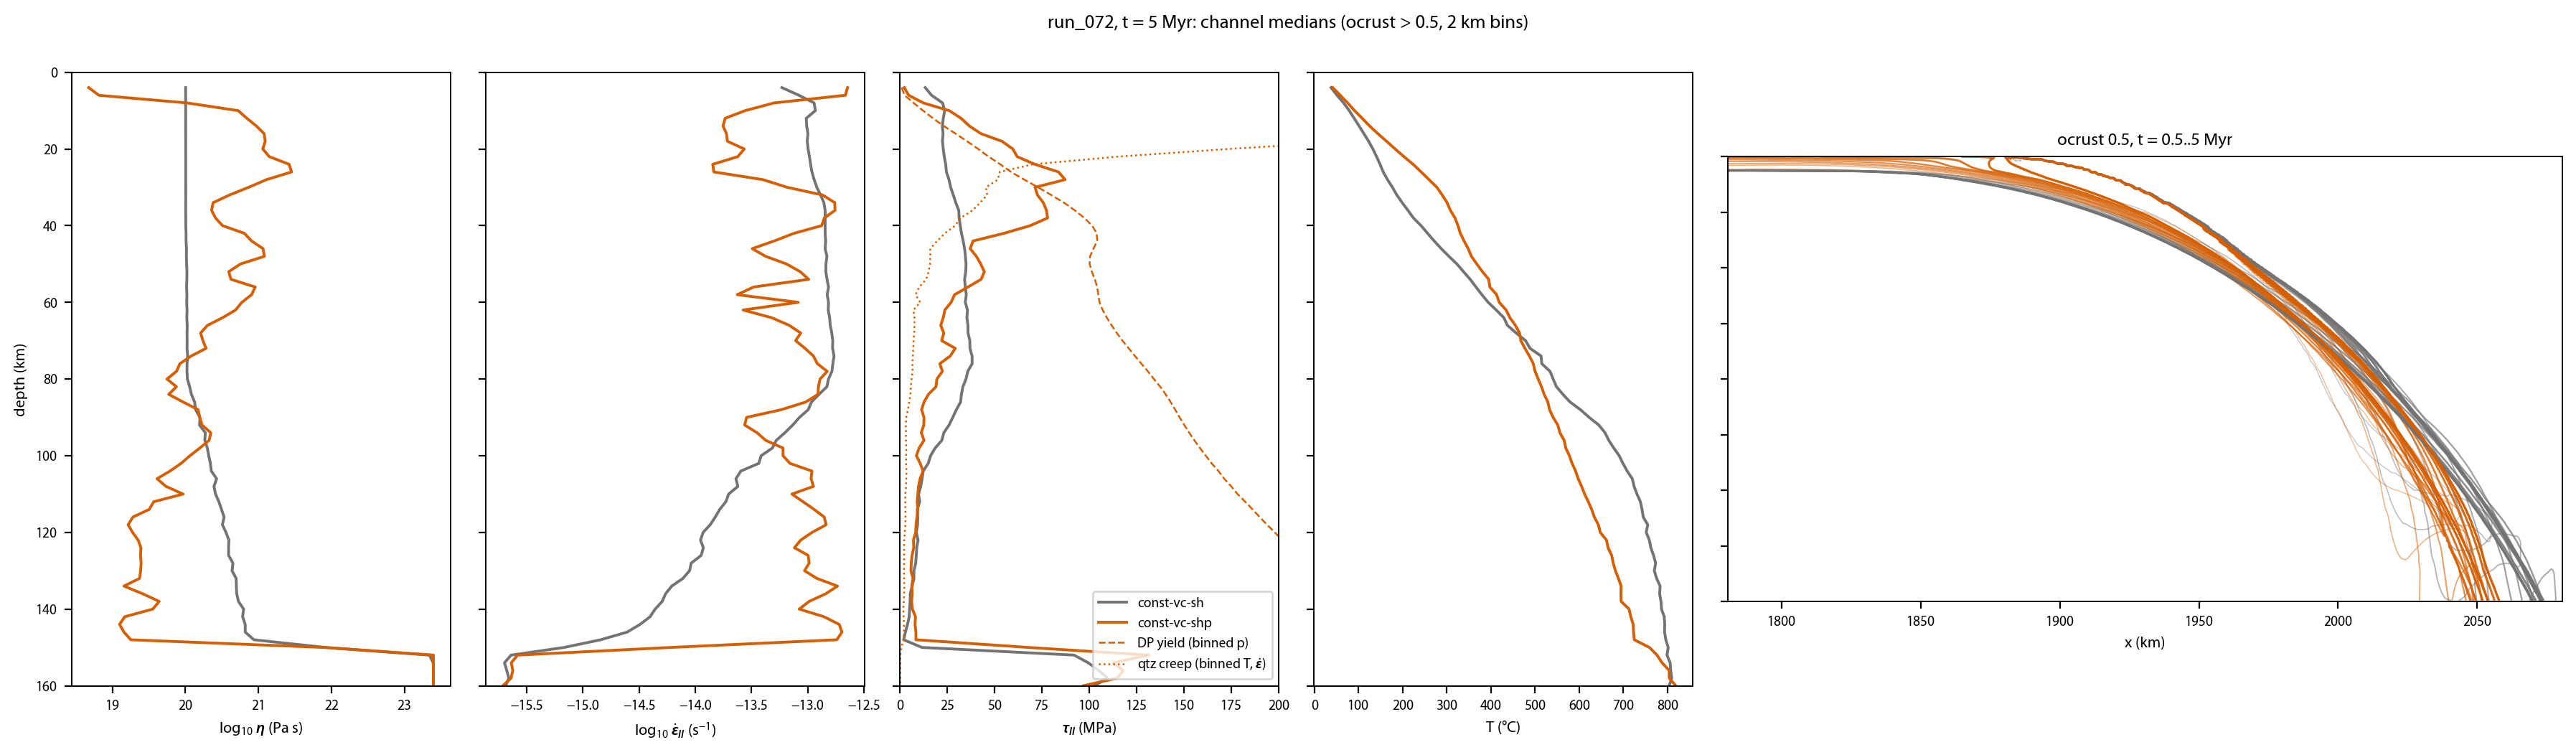 run_072, t = 5 Myr: channel medians (ocrust > 0.5, 2 km bins)
ocrust 0.5, t = 0.5..5 Myr
depth (km)
0
20
40
60
80
100
120
140
160
19 20 21 22 23
log₁₀ η (Pa s)
−15.5 −15.0 −14.5 −14.0 −13.5 −13.0 −12.5
log₁₀ ε̇_II (s⁻¹)
const-vc-sh
const-vc-shp
DP yield (binned p)
qtz creep (binned T, ε̇)
0 25 50 75 100 125 150 175 200
τ_II (MPa)
0 100 200 300 400 500 600 700 800
T (°C)
1800 1850 1900 1950 2000 2050
x (km)